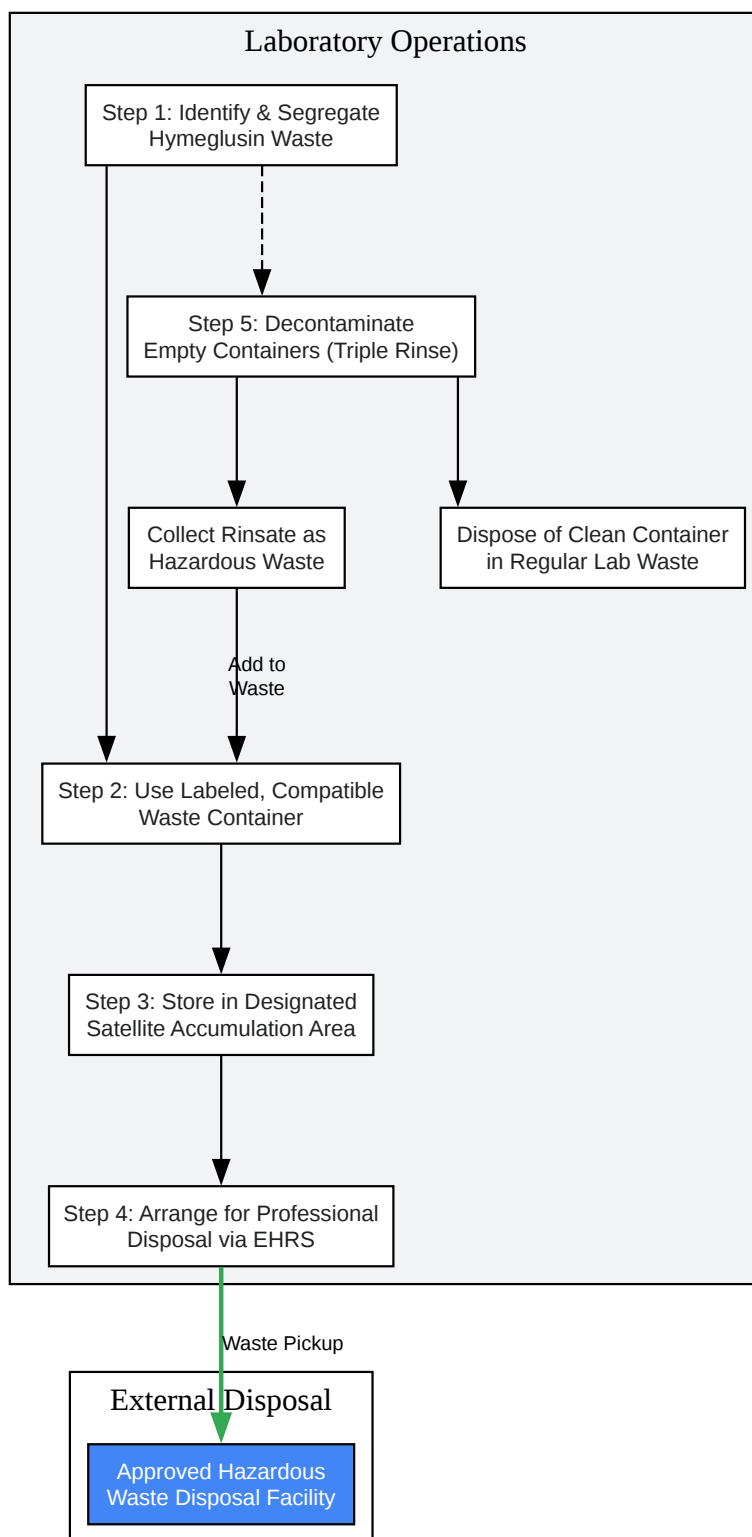 Laboratory Operations
Step 1: Identify & Segregate
Hymeglusin Waste
Step 5: Decontaminate
Empty Containers (Triple Rinse)
Collect Rinsate as
Hazardous Waste
Dispose of Clean Container
in Regular Lab Waste
Add to
Waste
Step 2: Use Labeled, Compatible
Waste Container
Step 3: Store in Designated
Satellite Accumulation Area
Step 4: Arrange for Professional
Disposal via EHRS
Waste Pickup
External Disposal
Approved Hazardous
Waste Disposal Facility